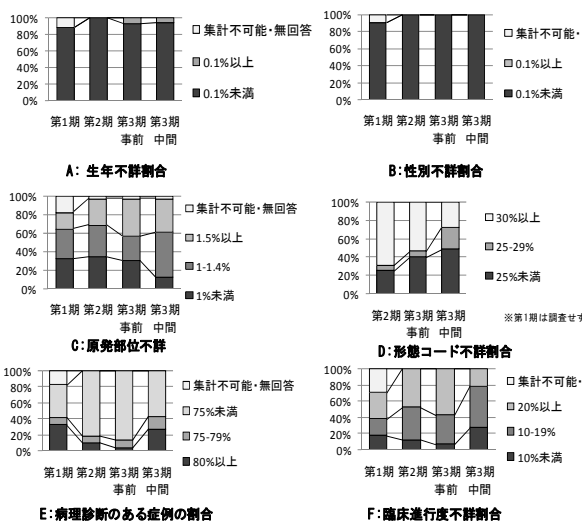 100%
80%
60%
40%
20%
0%
第1期 第2期 第3期 第3期
事前 中間
□集計不可能・無回答
■0.1%以上
■0.1%未満
A: 生年不詳割合
100%
80%
60%
40%
20%
0%
第1期 第2期 第3期 第3期
事前 中間
□集計不可能・
■0.1%以上
■0.1%未満
B:性別不詳割合
100%
80%
60%
40%
20%
0%
第1期 第2期 第3期 第3期
事前 中間
□集計不可能・無回答
□1.5%以上
■1-1.4%
■1%未満
C:原発部位不詳
100%
80%
60%
40%
20%
0%
第2期 第3期 第3期
事前 中間
□30%以上
■25-29%
■25%未満
※第1期は調査せず
D:形態コード不詳割合
100%
80%
60%
40%
20%
0%
第1期 第2期 第3期 第3期
事前 中間
□集計不可能・無回答
□75%未満
■75-79%
■80%以上
E:病理診断のある症例の割合
100%
80%
60%
40%
20%
0%
第1期 第2期 第3期 第3期
事前 中間
□集計不可能・
□20%以上
■10-19%
■10%未満
F:臨床進行度不詳割合